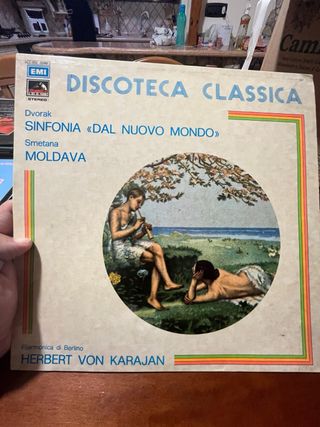 EMI
STEREO
DISCOTECA CLASSICA
Dvorak
SINFONIA «DAL NUOVO MONDO»
Smetana
MOLDAVA
Filarmonica di Berlino
HERBERT VON KARAJAN